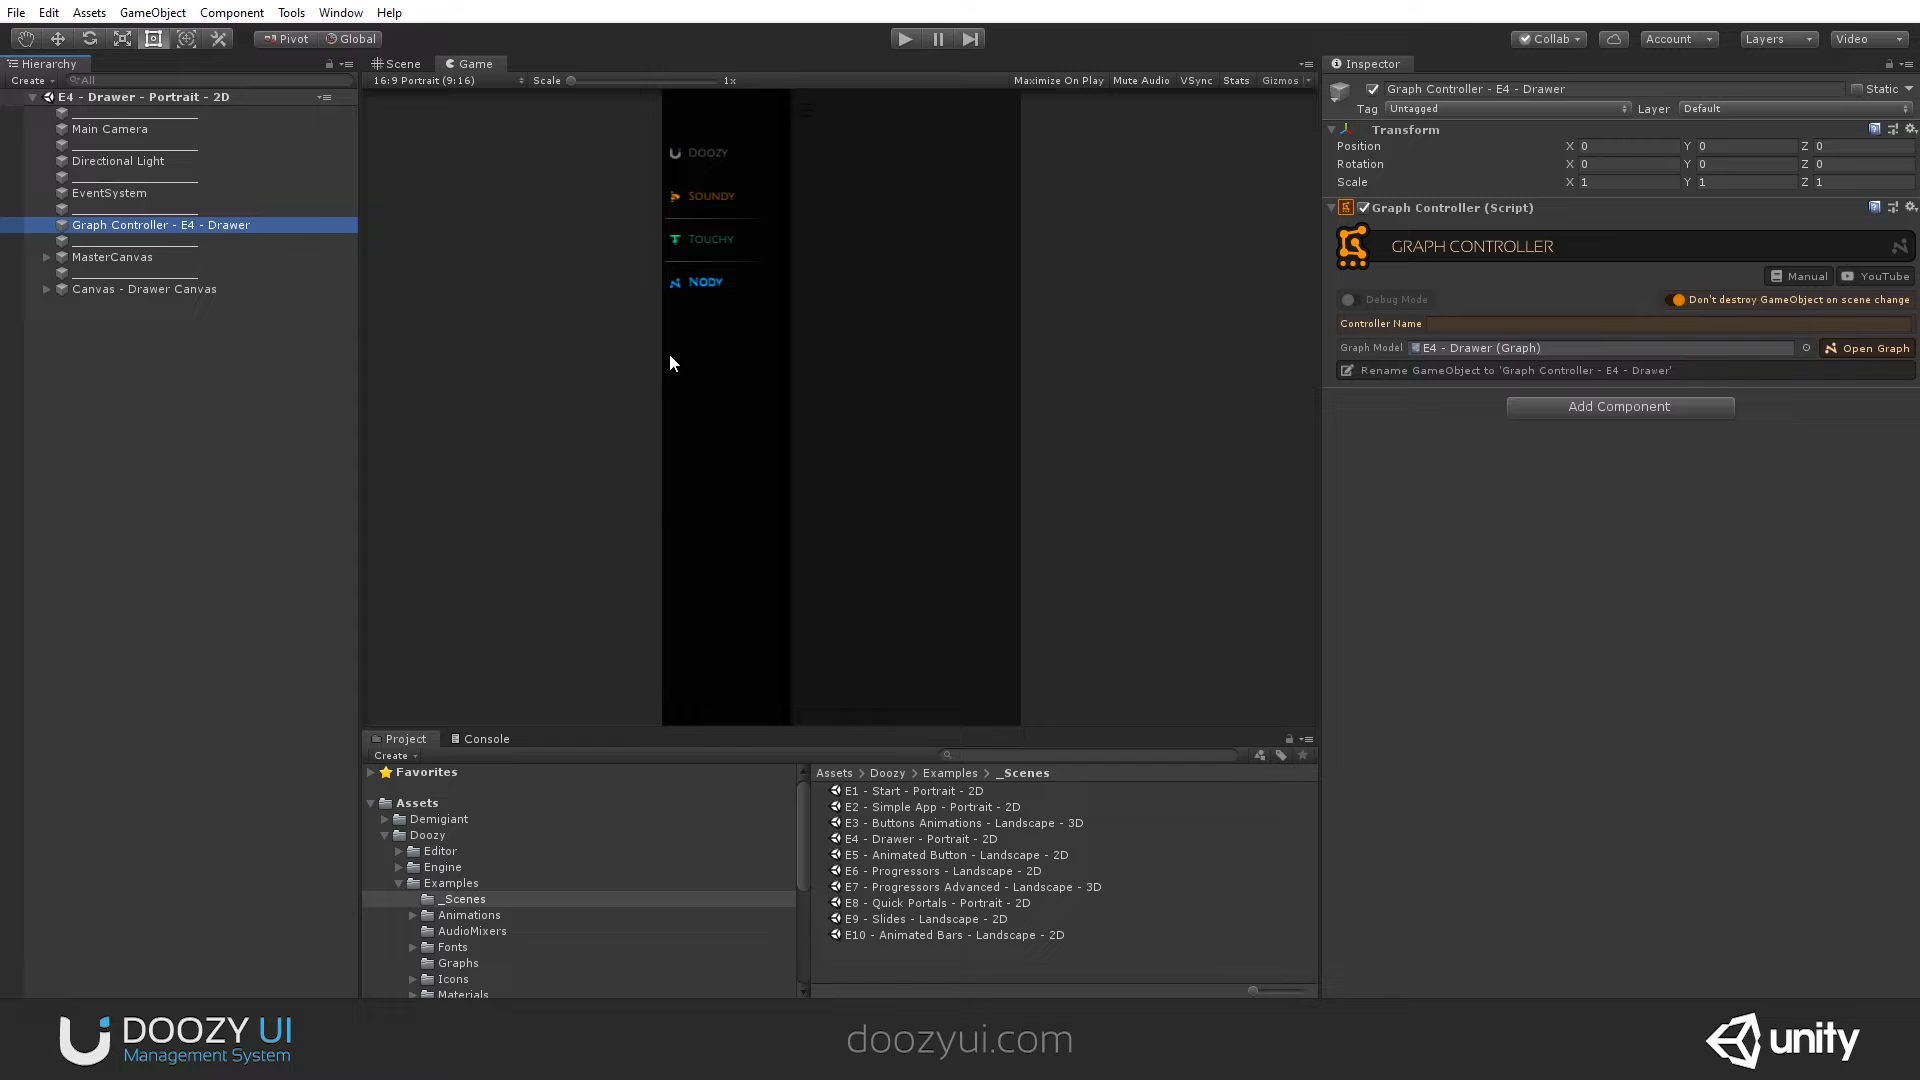 File Edit Assets GameObject Component Tools Window Help
Pivot Global Collab Account Layers Video
Hierarchy
Create All
E4 - Drawer - Portrait - 2D
Main Camera
Directional Light
EventSystem
Graph Controller - E4 - Drawer
MasterCanvas
Canvas - Drawer Canvas
Scene Game
16:9 Portrait (9:16) Scale 1x Maximize On Play Mute Audio VSync Stats Gizmos
DOOZY
SOUNDY
TOUCHY
NODY
Project Console
Create
Favorites
Assets
Demigiant
Doozy
Editor
Engine
Examples
_Scenes
Animations
AudioMixers
Fonts
Graphs
Icons
Materials
Assets > Doozy > Examples > _Scenes
E1 - Start - Portrait - 2D
E2 - Simple App - Portrait - 2D
E3 - Buttons Animations - Landscape - 3D
E4 - Drawer - Portrait - 2D
E5 - Animated Button - Landscape - 2D
E6 - Progressors - Landscape - 2D
E7 - Progressors Advanced - Landscape - 3D
E8 - Quick Portals - Portrait - 2D
E9 - Slides - Landscape - 2D
E10 - Animated Bars - Landscape - 2D
Inspector
Graph Controller - E4 - Drawer Static
Tag Untagged Layer Default
Transform
Position X 0 Y 0 Z 0
Rotation X 0 Y 0 Z 0
Scale X 1 Y 1 Z 1
Graph Controller (Script)
GRAPH CONTROLLER
Manual YouTube
Debug Mode Don't destroy GameObject on scene change
Controller Name
Graph Model E4 - Drawer (Graph) Open Graph
Rename GameObject to 'Graph Controller - E4 - Drawer'
Add Component
DOOZY UI
Management System
doozyui.com
unity